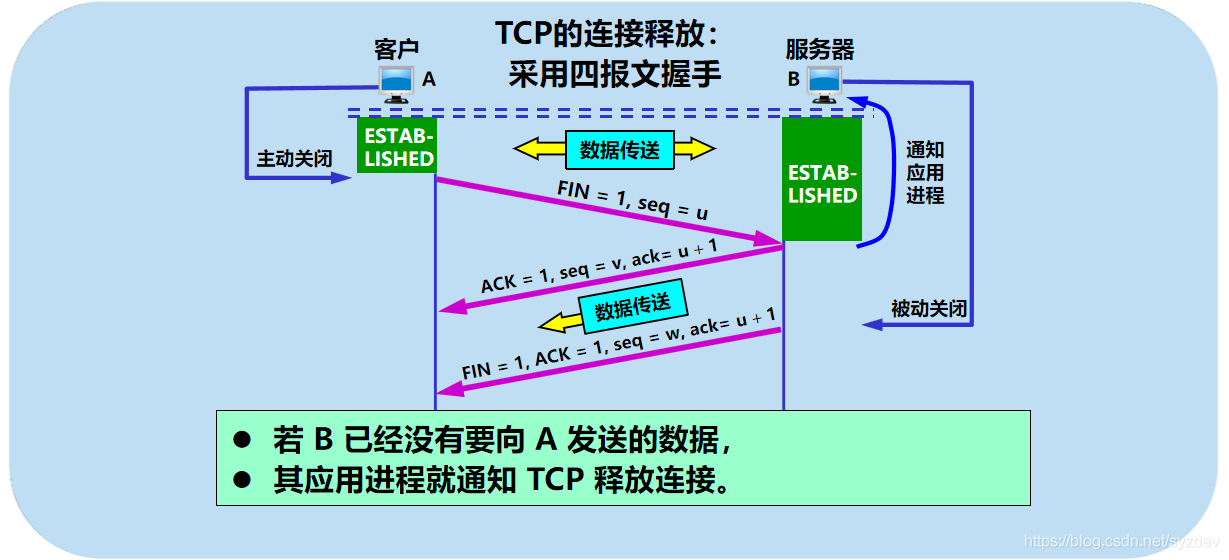 TCP的连接释放：
采用四报文握手
客户
A
服务器
B
ESTAB-
LISHED
数据传送
ESTAB-
LISHED
通知
应用
进程
主动关闭
FIN = 1, seq = u
ACK = 1, seq = v, ack= u + 1
数据传送
被动关闭
FIN = 1, ACK = 1, seq = w, ack= u + 1
● 若 B 已经没有要向 A 发送的数据，
● 其应用进程就通知 TCP 释放连接。
https://blog.csdn.net/syzdev